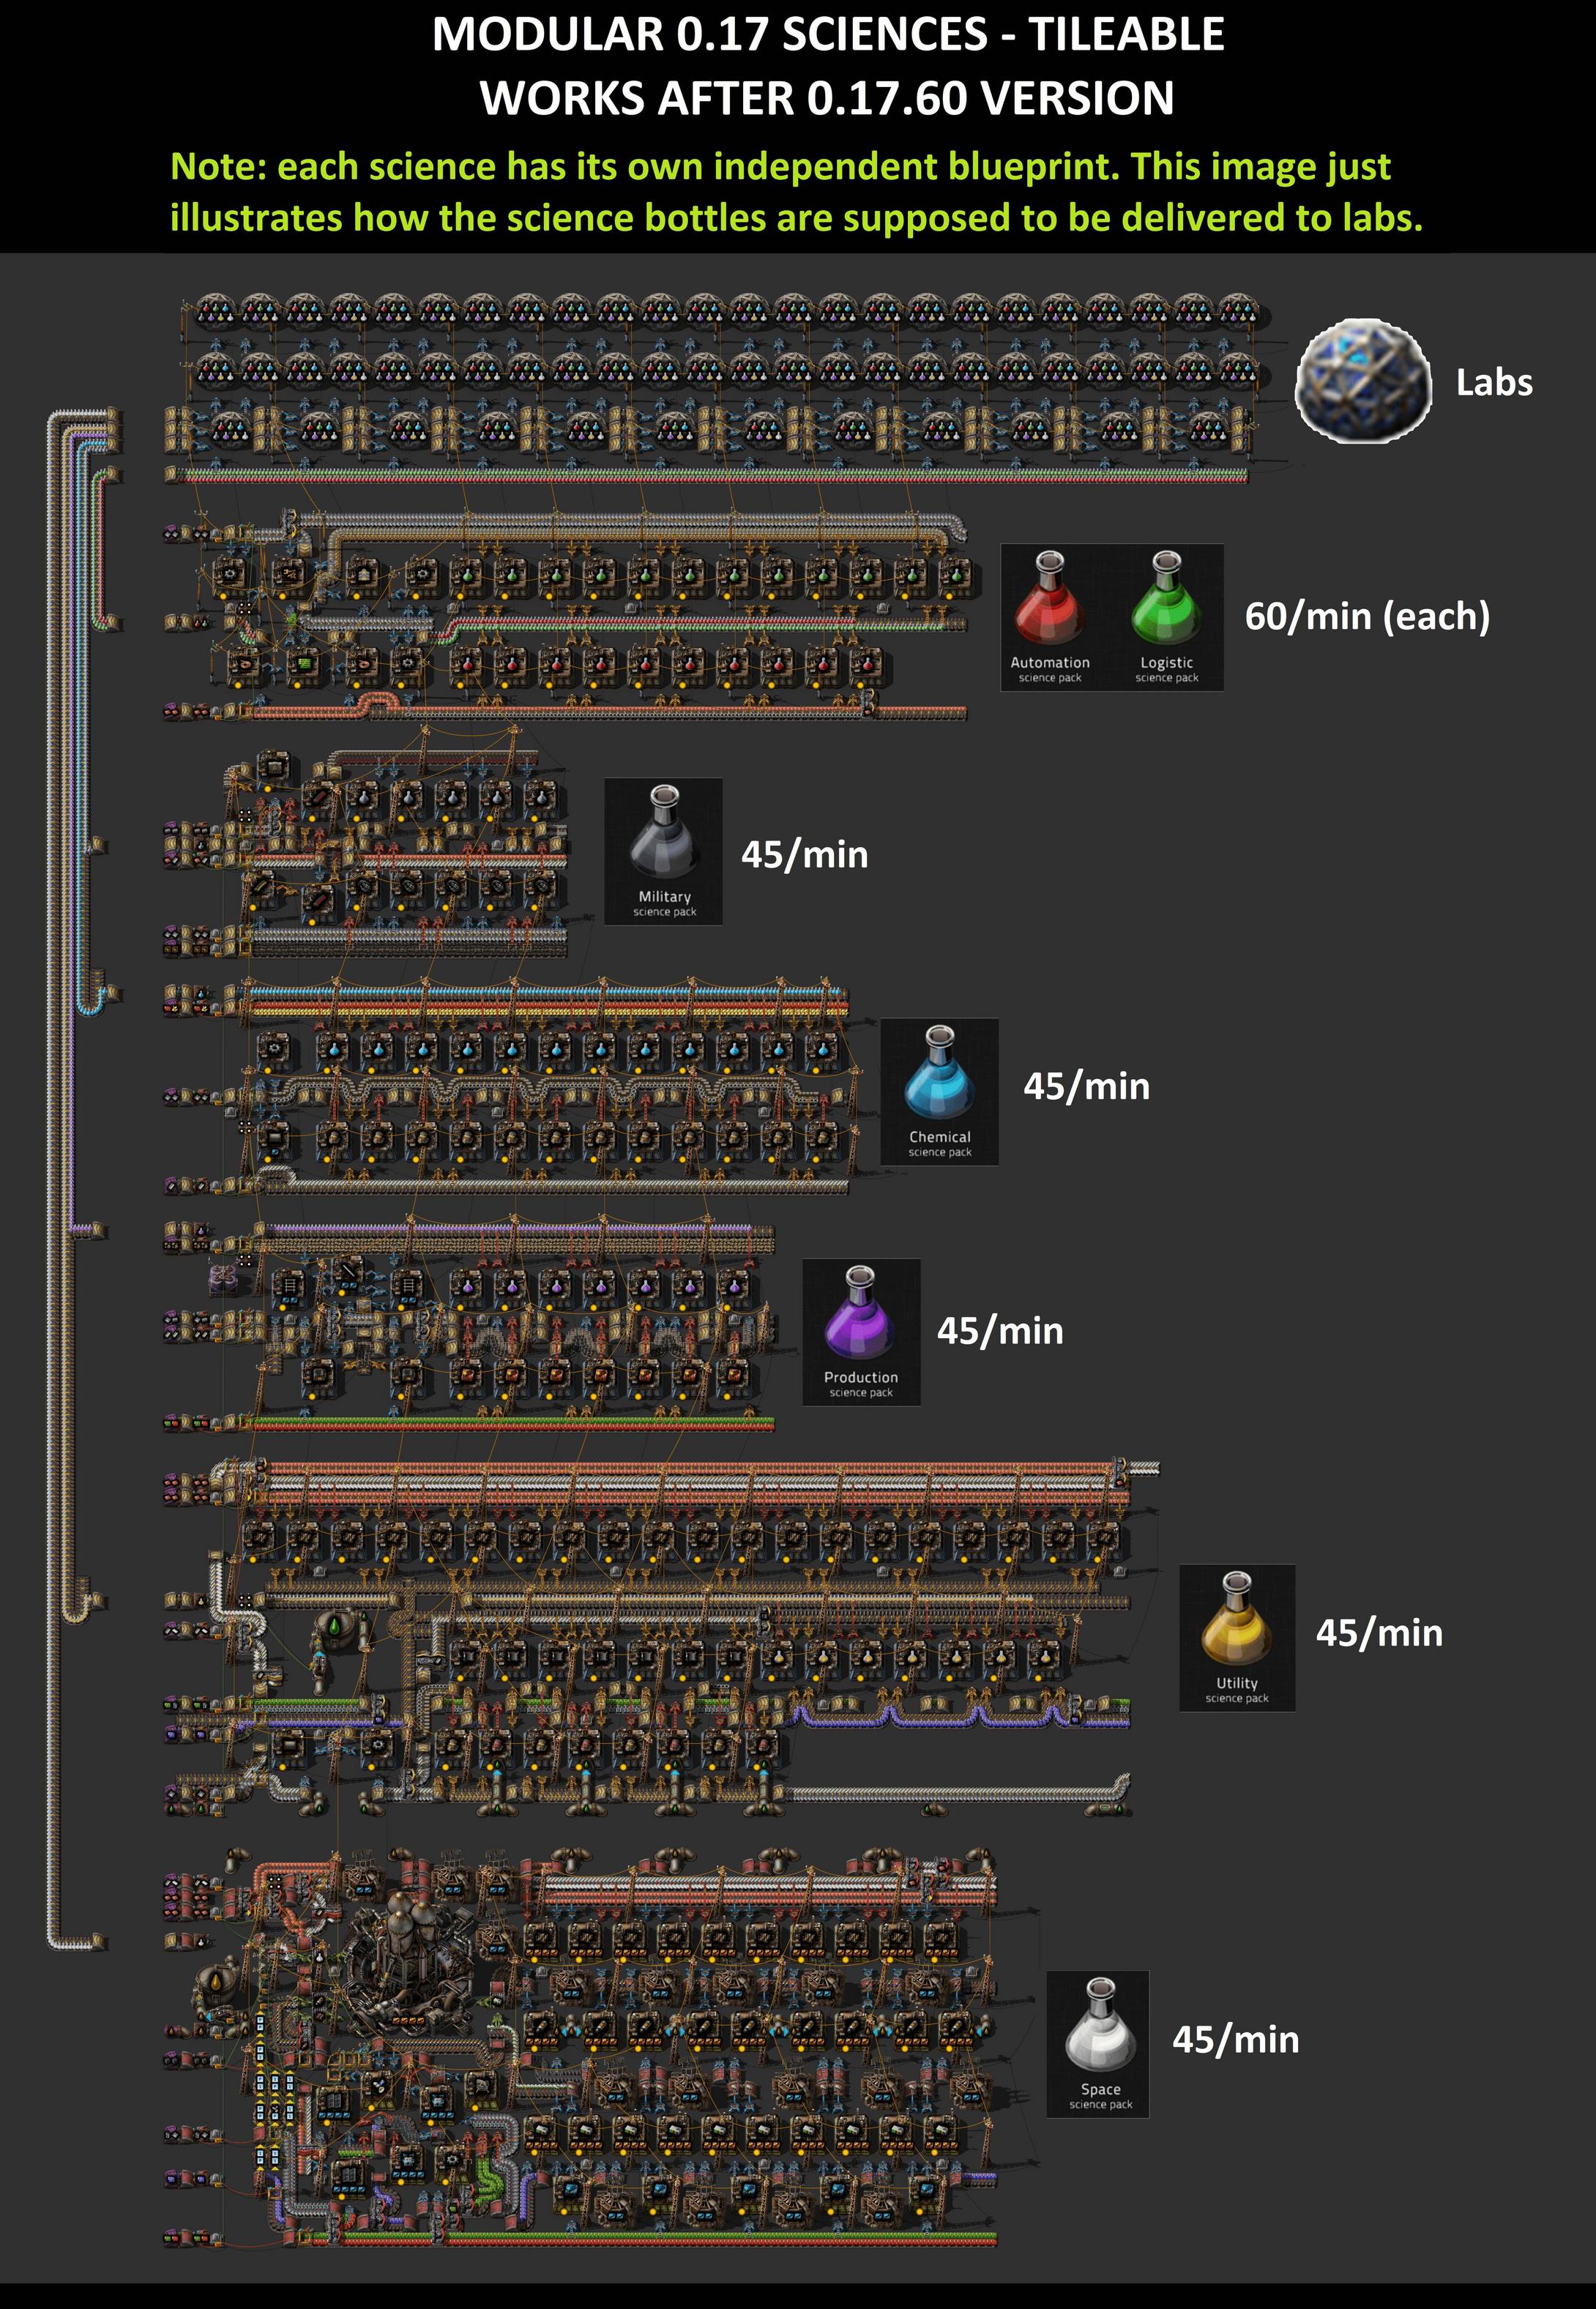 MODULAR 0.17 SCIENCES - TILEABLE
WORKS AFTER 0.17.60 VERSION
Note: each science has its own independent blueprint. This image just
illustrates how the science bottles are supposed to be delivered to labs.
Labs
Automation
science pack
Logistic
science pack
60/min (each)
Military
science pack
45/min
Chemical
science pack
45/min
Production
science pack
45/min
Utility
science pack
45/min
Space
science pack
45/min